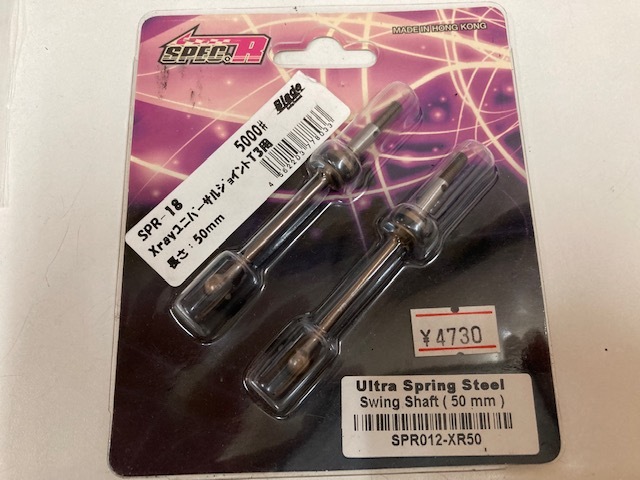 SPEC.R
MADE IN HONG KONG
Blade
5000#
SPR-18
XrayユニバーサルジョイントT3用
長さ:50mm
¥4730
Ultra Spring Steel
Swing Shaft ( 50 mm )
SPR012-XR50